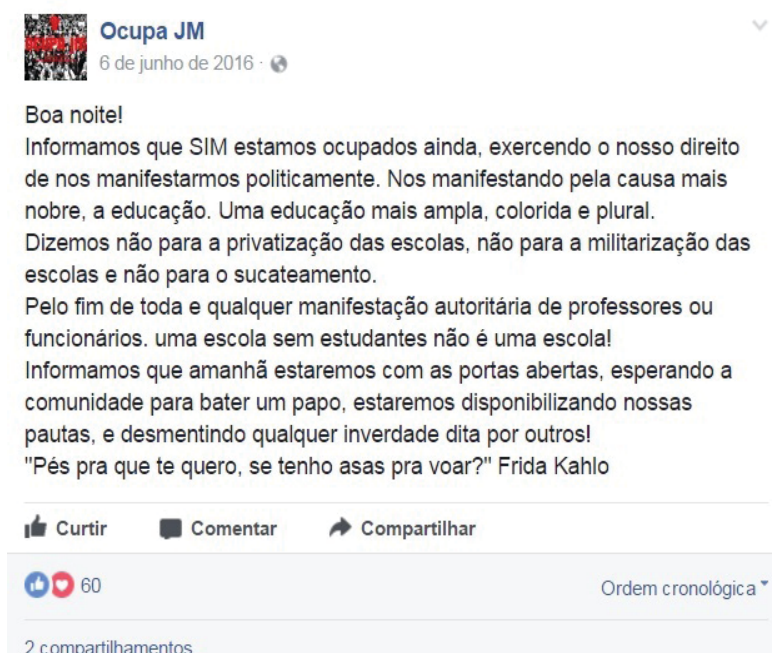 OCUPA JM
Ocupa JM
6 de junho de 2016 ·
Boa noite!
Informamos que SIM estamos ocupados ainda, exercendo o nosso direito
de nos manifestarmos politicamente. Nos manifestando pela causa mais
nobre, a educação. Uma educação mais ampla, colorida e plural.
Dizemos não para a privatização das escolas, não para a militarização das
escolas e não para o sucateamento.
Pelo fim de toda e qualquer manifestação autoritária de professores ou
funcionários. uma escola sem estudantes não é uma escola!
Informamos que amanhã estaremos com as portas abertas, esperando a
comunidade para bater um papo, estaremos disponibilizando nossas
pautas, e desmentindo qualquer inverdade dita por outros!
"Pés pra que te quero, se tenho asas pra voar?" Frida Kahlo
Curtir Comentar Compartilhar
60 Ordem cronológica
2 compartilhamentos